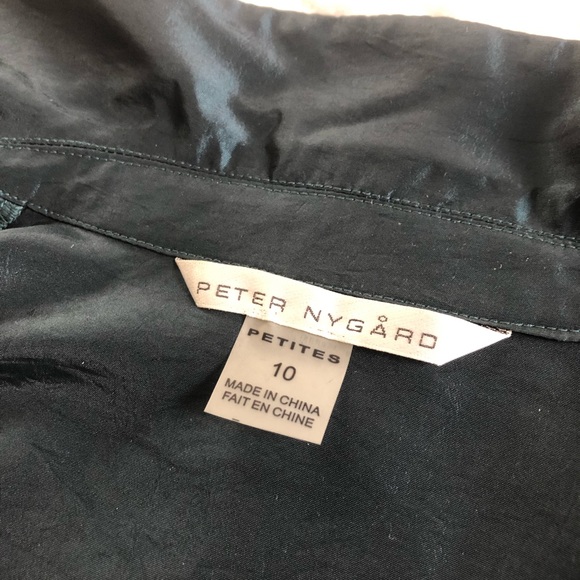 PETER NYGÅRD
PETITES
10
MADE IN CHINA
FAIT EN CHINE